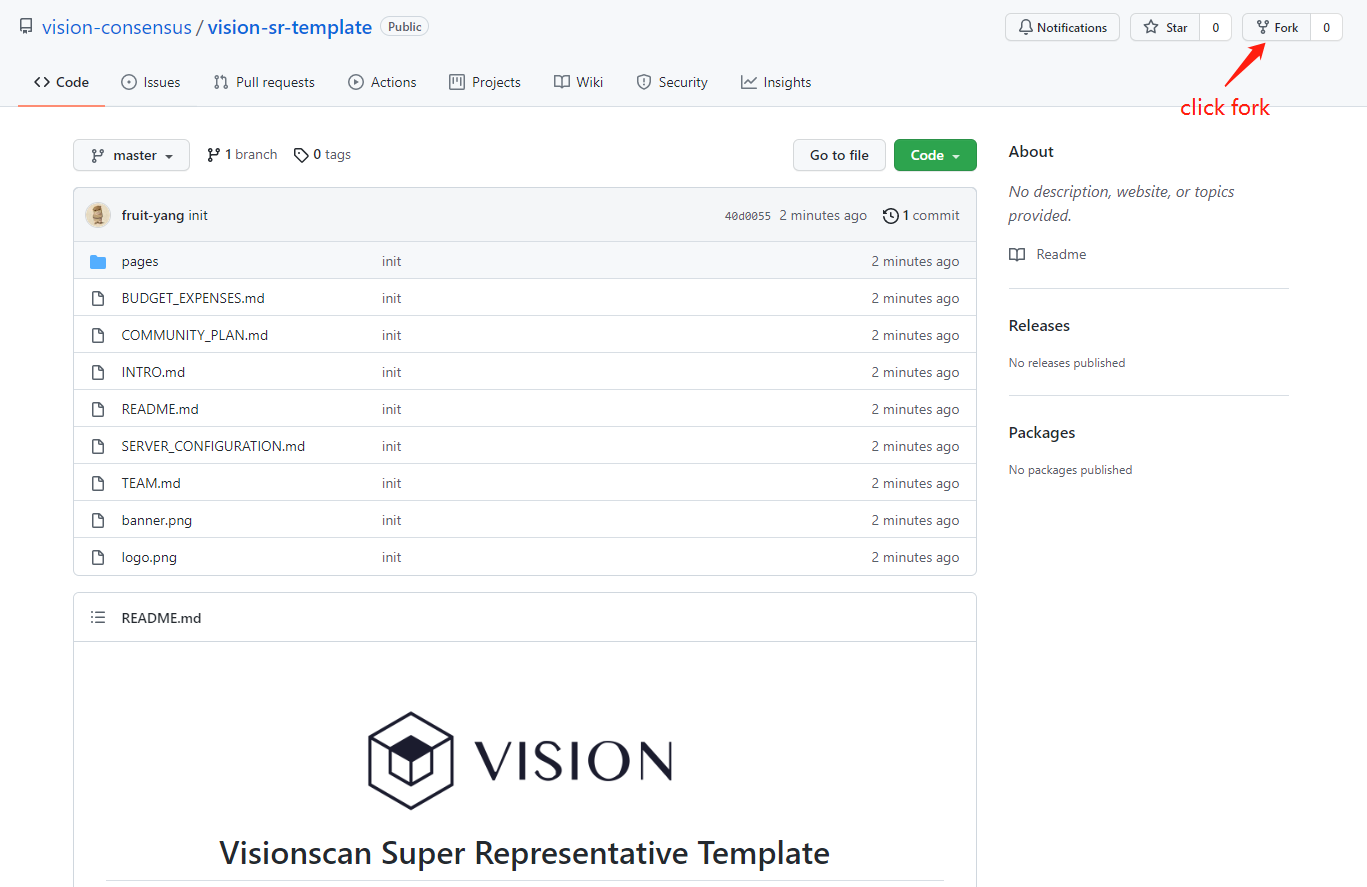 vision-consensus / vision-sr-template Public Notifications Star 0 Fork 0
Code Issues Pull requests Actions Projects Wiki Security Insights
click fork
master 1 branch 0 tags Go to file Code
fruit-yang init 40d0055 2 minutes ago 1 commit
pages init 2 minutes ago
BUDGET_EXPENSES.md init 2 minutes ago
COMMUNITY_PLAN.md init 2 minutes ago
INTRO.md init 2 minutes ago
README.md init 2 minutes ago
SERVER_CONFIGURATION.md init 2 minutes ago
TEAM.md init 2 minutes ago
banner.png init 2 minutes ago
logo.png init 2 minutes ago
README.md
VISION
Visionscan Super Representative Template
About
No description, website, or topics
provided.
Readme
Releases
No releases published
Packages
No packages published